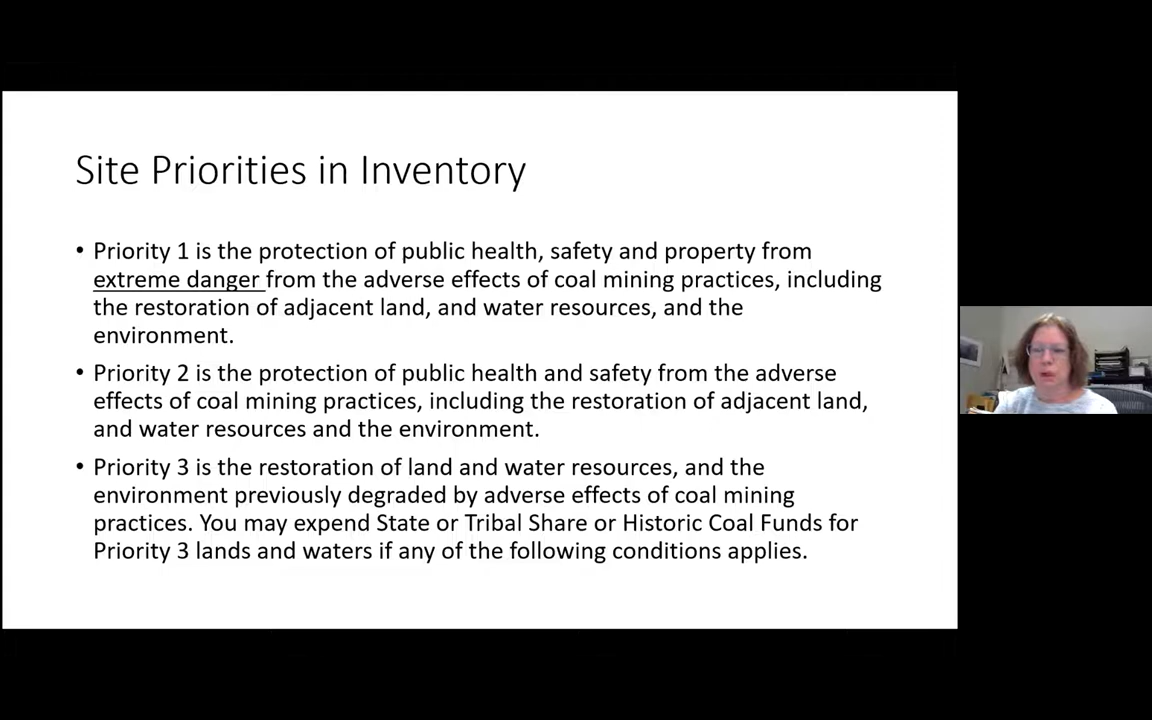 Site Priorities in Inventory
• Priority 1 is the protection of public health, safety and property from
extreme danger from the adverse effects of coal mining practices, including
the restoration of adjacent land, and water resources, and the
environment.
• Priority 2 is the protection of public health and safety from the adverse
effects of coal mining practices, including the restoration of adjacent land,
and water resources and the environment.
• Priority 3 is the restoration of land and water resources, and the
environment previously degraded by adverse effects of coal mining
practices. You may expend State or Tribal Share or Historic Coal Funds for
Priority 3 lands and waters if any of the following conditions applies.